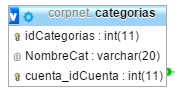 v corpnet categorias
idCategorias : int(11)
NombreCat : varchar(20)
cuenta_idCuenta : int(11)